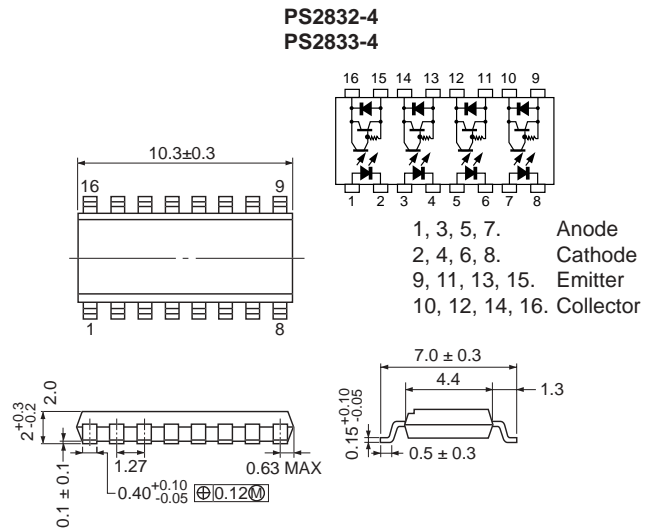 PS2832-4
PS2833-4
16 15 14 13 12 11 10 9
1 2 3 4 5 6 7 8
1, 3, 5, 7. Anode
2, 4, 6, 8. Cathode
9, 11, 13, 15. Emitter
10, 12, 14, 16. Collector
10.3±0.3
16 9
1 8
2 +0.3 -0.2
2.0
0.1 ± 0.1
1.27
0.63 MAX
0.40 +0.10 -0.05 ⌖ 0.12 Ⓜ
7.0 ± 0.3
4.4
1.3
0.15 +0.10 -0.05
0.5 ± 0.3